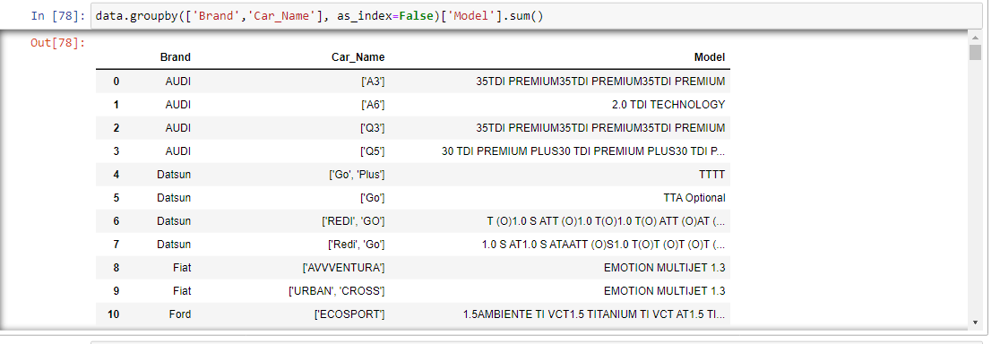 In [78]: data.groupby(['Brand','Car_Name'], as_index=False)['Model'].sum()
Out[78]:
Brand Car_Name Model
0 AUDI ['A3'] 35TDI PREMIUM35TDI PREMIUM35TDI PREMIUM
1 AUDI ['A6'] 2.0 TDI TECHNOLOGY
2 AUDI ['Q3'] 35TDI PREMIUM35TDI PREMIUM35TDI PREMIUM
3 AUDI ['Q5'] 30 TDI PREMIUM PLUS30 TDI PREMIUM PLUS30 TDI P...
4 Datsun ['Go', 'Plus'] TTTT
5 Datsun ['Go'] TTA Optional
6 Datsun ['REDI', 'GO'] T (O)1.0 S ATT (O)1.0 T(O)1.0 T(O) ATT (O)AT (...
7 Datsun ['Redi', 'Go'] 1.0 S AT1.0 S ATAATT (O)S1.0 T(O)T (O)T (O)T (...
8 Fiat ['AVVVENTURA'] EMOTION MULTIJET 1.3
9 Fiat ['URBAN', 'CROSS'] EMOTION MULTIJET 1.3
10 Ford ['ECOSPORT'] 1.5AMBIENTE TI VCT1.5 TITANIUM TI VCT AT1.5 TI...